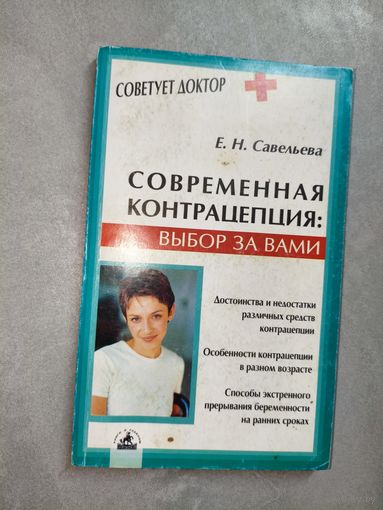 СОВЕТУЕТ ДОКТОР
Е. Н. Савельева
СОВРЕМЕННАЯ
КОНТРАЦЕПЦИЯ:
ВЫБОР ЗА ВАМИ
Достоинства и недостатки
различных средств
контрацепции
Особенности контрацепции
в разном возрасте
Способы экстренного
прерывания беременности
на ранних сроках